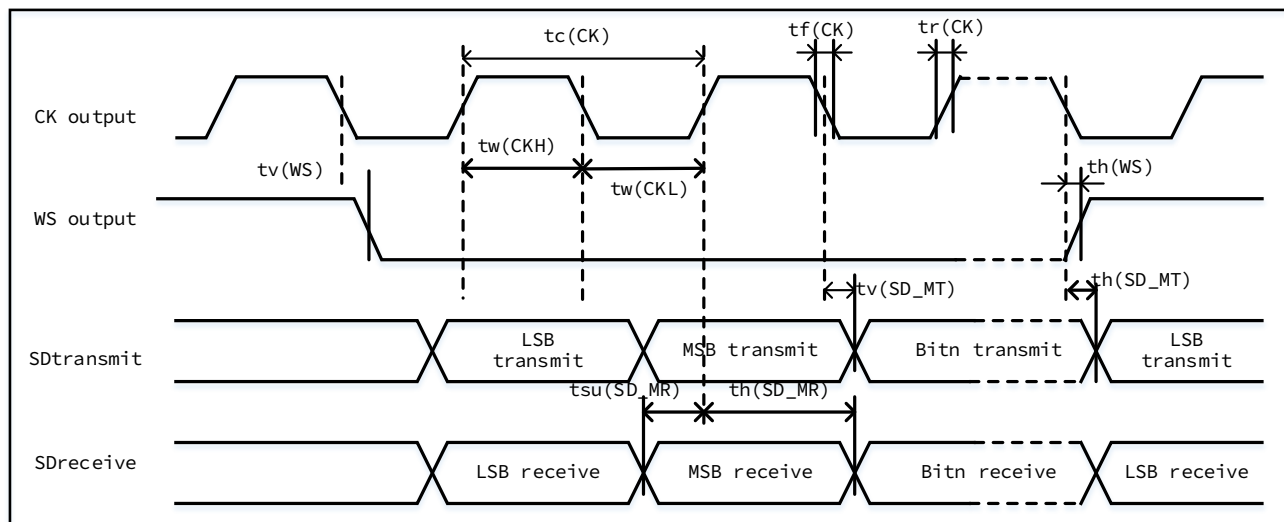 tc(CK)
tf(CK)
tr(CK)
CK output
tw(CKH)
tv(WS)
th(WS)
tw(CKL)
WS output
tv(SD_MT)
th(SD_MT)
SDtransmit
LSB
transmit
MSB transmit
Bitn transmit
LSB
transmit
tsu(SD_MR)
th(SD_MR)
SDreceive
LSB receive
MSB receive
Bitn receive
LSB receive